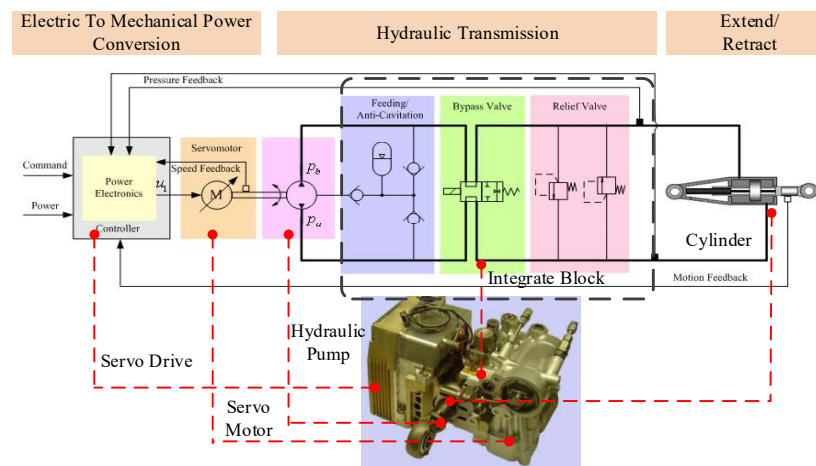 Electric To Mechanical Power
Conversion
Hydraulic Transmission
Extend/
Retract
Pressure Feedback
Feeding/
Anti-Cavitation
Bypass Valve
Relief Valve
Servomotor
Speed Feedback
Command
Power
Electronics
u1
M
pb
pa
Power
Controller
Cylinder
Integrate Block
Motion Feedback
Hydraulic
Pump
Servo Drive
Servo
Motor